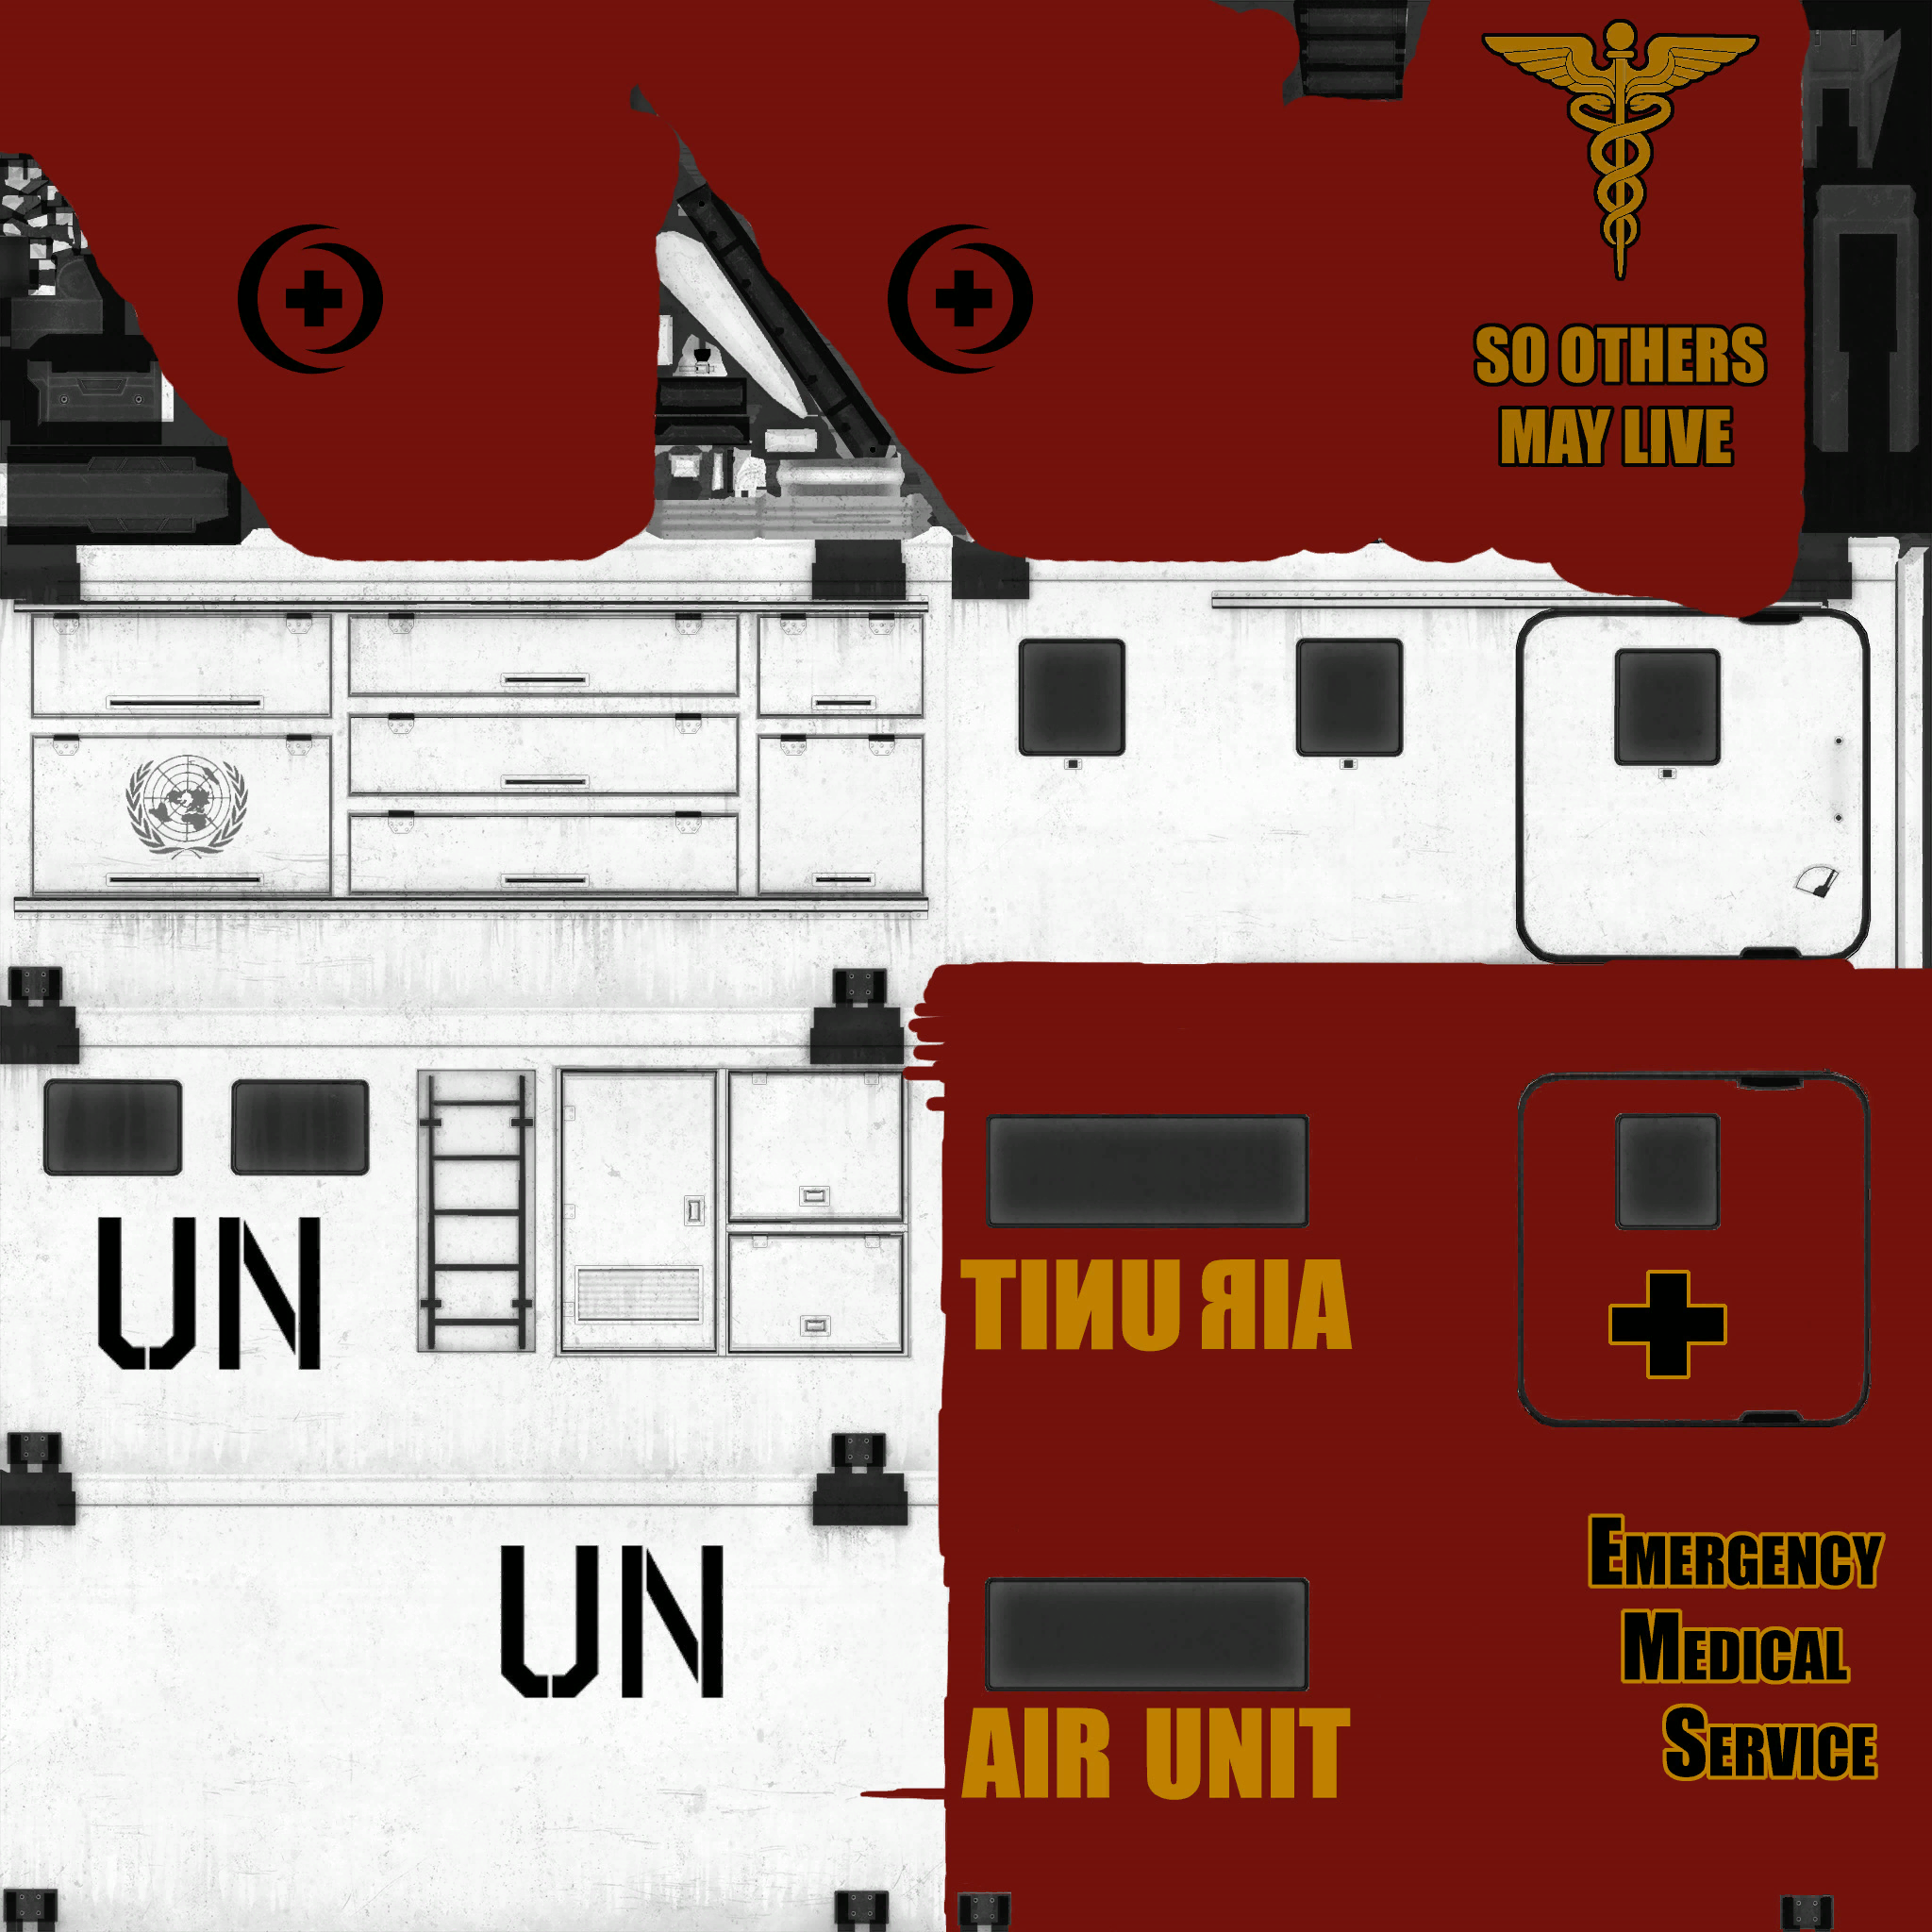 SO OTHERS
MAY LIVE
UN
TINU RIA
UN
AIR UNIT
EMERGENCY
MEDICAL
SERVICE